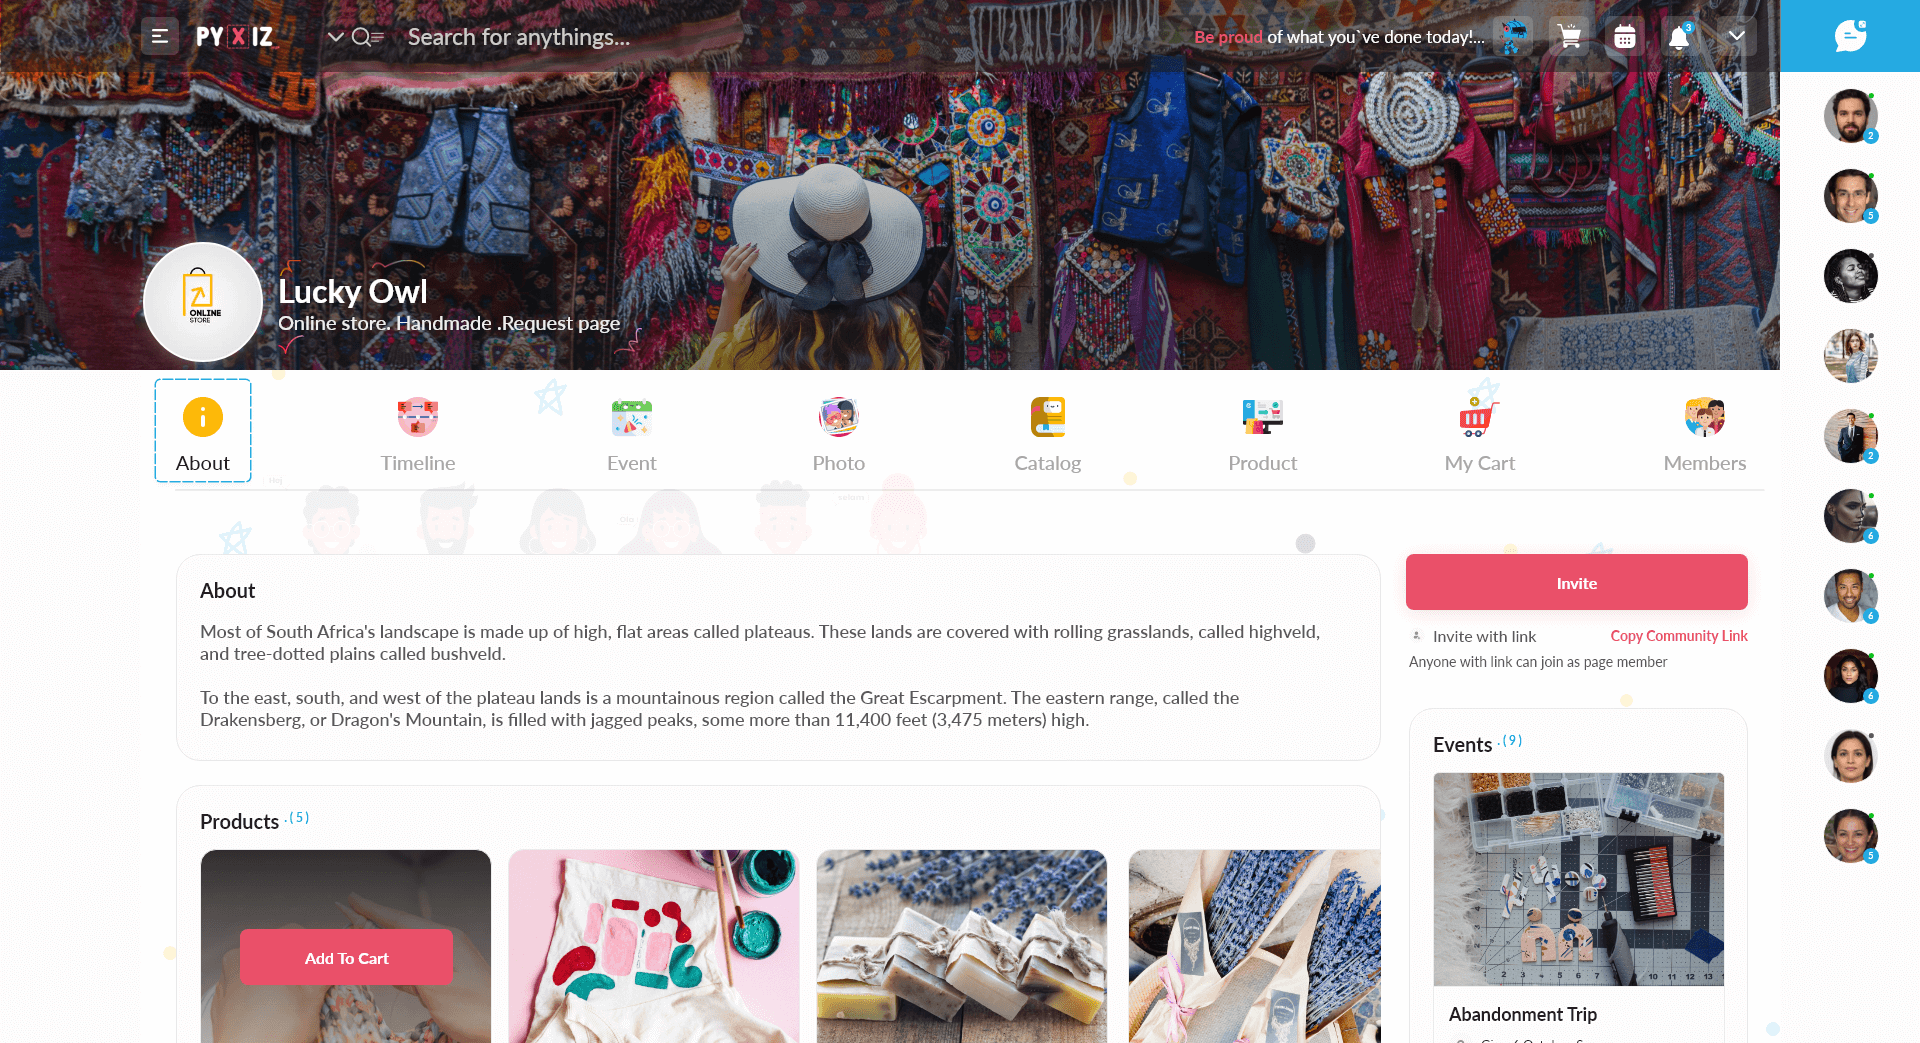 PYXIZ
Search for anythings...
Be proud of what you`ve done today!...
3
Lucky Owl
Online store. Handmade .Request page
ONLINE
STORE
About
Timeline
Event
Photo
Catalog
Product
My Cart
Members
About
Most of South Africa's landscape is made up of high, flat areas called plateaus. These lands are covered with rolling grasslands, called highveld,
and tree-dotted plains called bushveld.
To the east, south, and west of the plateau lands is a mountainous region called the Great Escarpment. The eastern range, called the
Drakensberg, or Dragon's Mountain, is filled with jagged peaks, some more than 11,400 feet (3,475 meters) high.
Invite
Invite with link
Copy Community Link
Anyone with link can join as page member
Products .(5)
Add To Cart
Events .(9)
Abandonment Trip
2
5
2
6
6
6
5